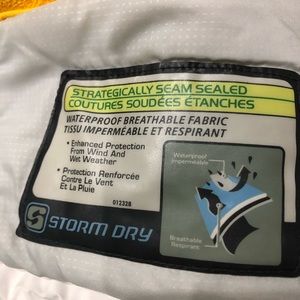 STRATEGICALLY SEAM SEALED
COUTURES SOUDÉES ÉTANCHES
WATERPROOF BREATHABLE FABRIC
TISSU IMPERMÉABLE ET RESPIRANT
• Enhanced Protection
From Wind And
Wet Weather
• Protection Renforcée
Contre Le Vent
Et La Pluie
012328
Waterproof
Imperméable
Breathable
Respirant
S STORM DRY